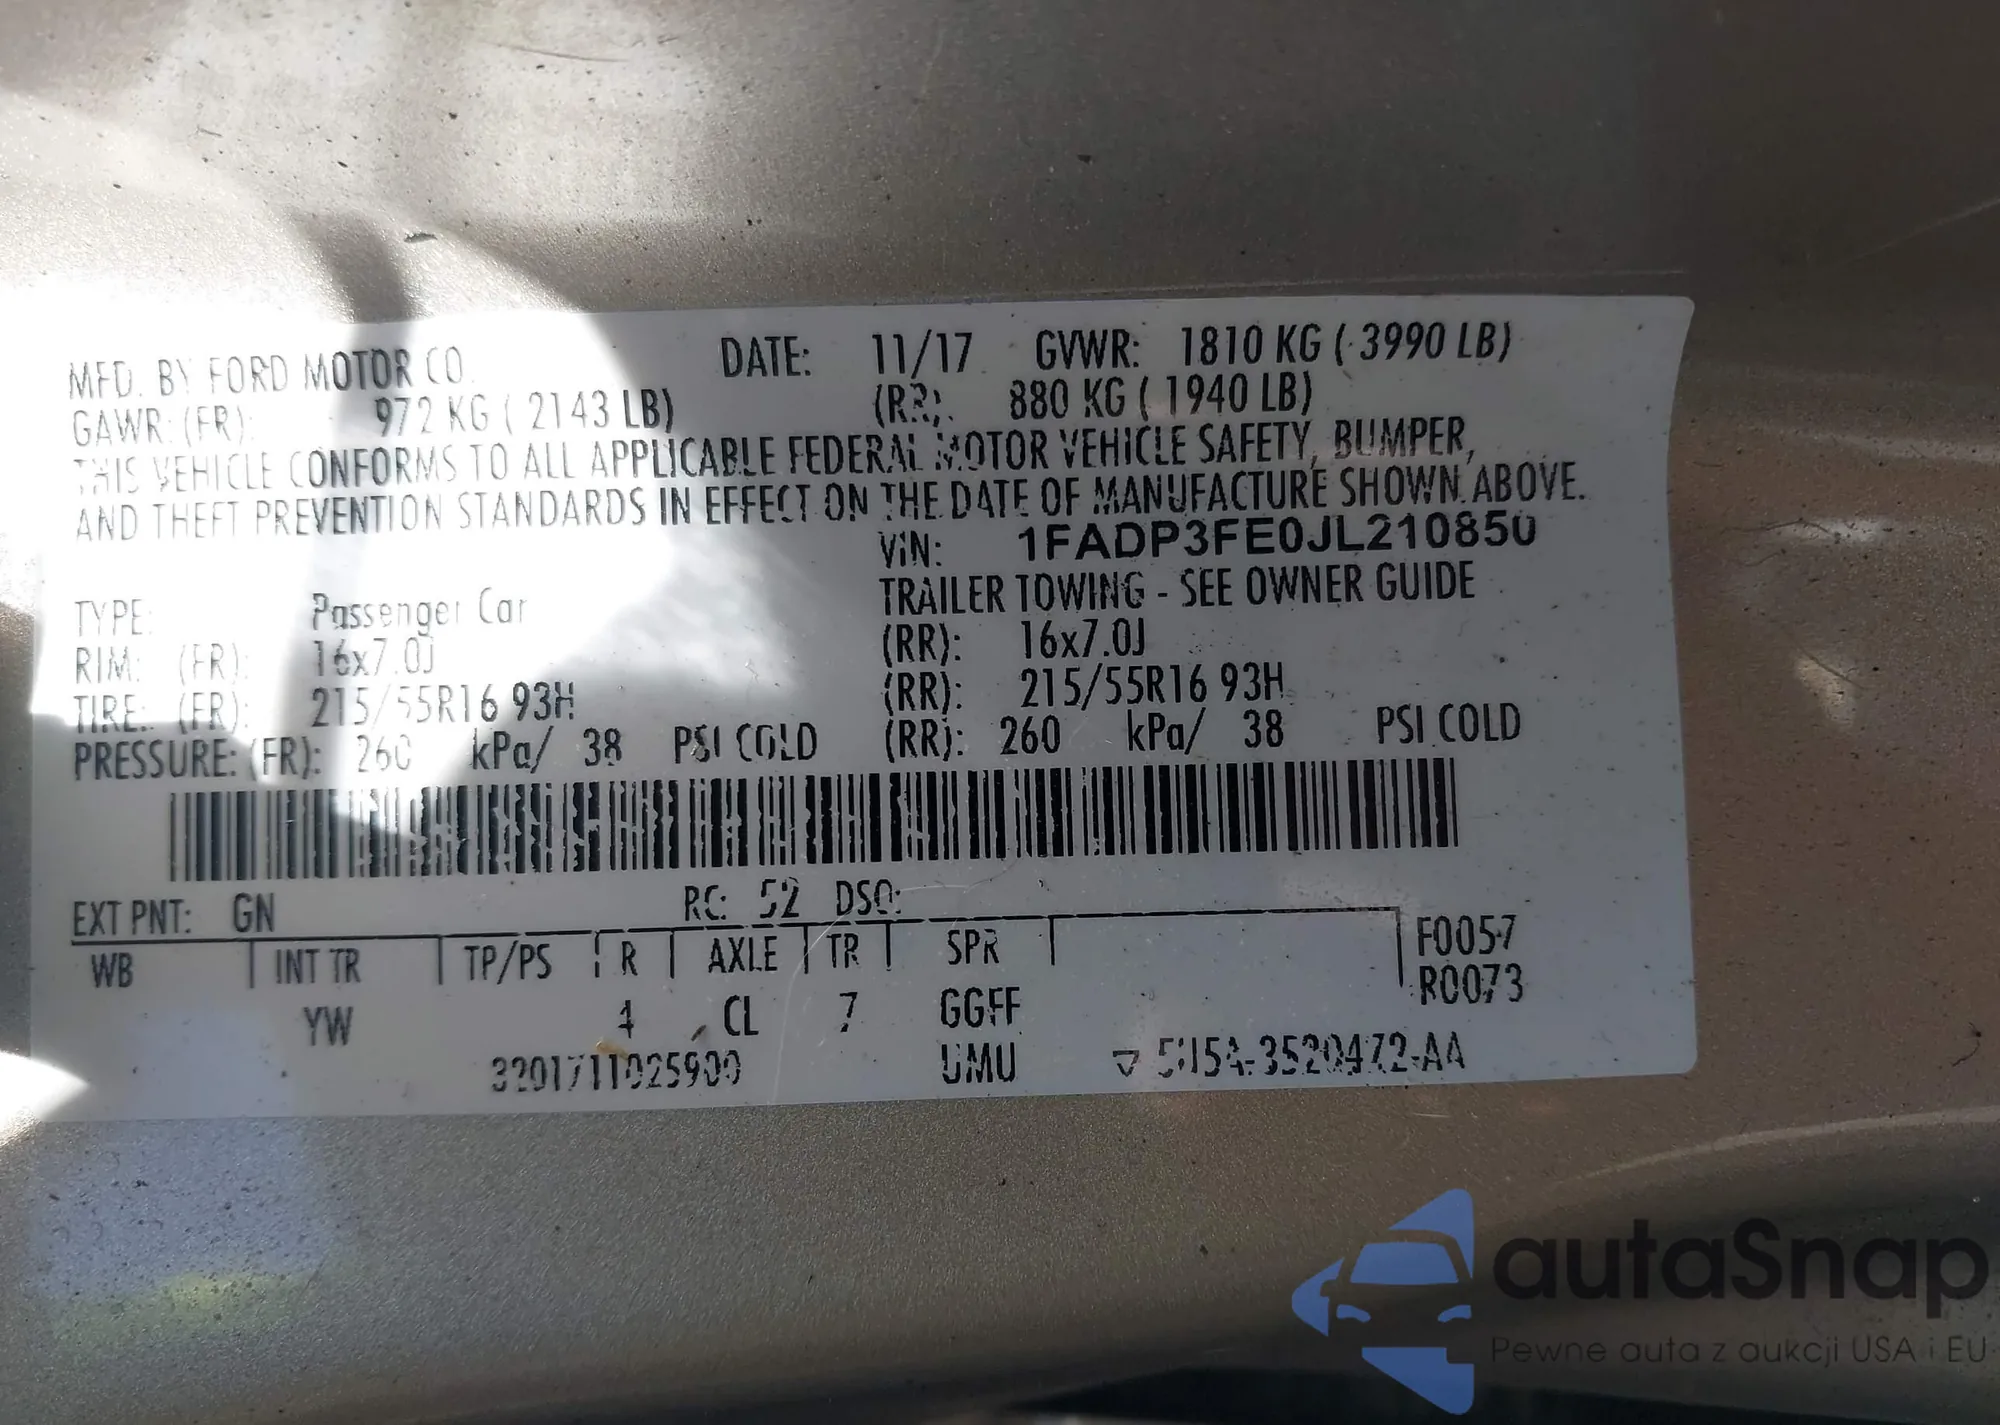 MFD. BY FORD MOTOR CO. DATE: 11/17 GVWR: 1810 KG ( 3990 LB)
GAWR: (FR): 972 KG ( 2143 LB) (RR): 880 KG ( 1940 LB)
THIS VEHICLE CONFORMS TO ALL APPLICABLE FEDERAL MOTOR VEHICLE SAFETY, BUMPER,
AND THEFT PREVENTION STANDARDS IN EFFECT ON THE DATE OF MANUFACTURE SHOWN ABOVE.
VIN: 1FADP3FE0JL210850
TYPE: Passenger Car TRAILER TOWING - SEE OWNER GUIDE
RIM: (FR): 16x7.0J (RR): 16x7.0J
TIRE: (FR): 215/55R16 93H (RR): 215/55R16 93H
PRESSURE: (FR): 260 kPa/ 38 PSI COLD (RR): 260 kPa/ 38 PSI COLD
EXT PNT: GN RC: 52 DSO:
WB INT TR TP/PS R AXLE TR SPR F0057
R0073
YW 4 CL 7 GGFF
3201711025900 UMU
autaSnap
Pewne auta z aukcji USA i EU